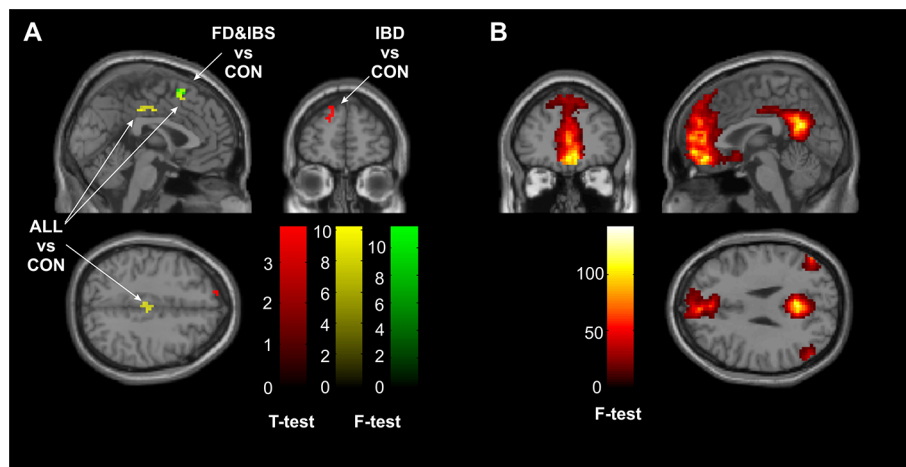 A
FD&IBS
vs
CON
IBD
vs
CON
ALL
vs
CON
3
2
1
0
T-test
10
8
6
4
2
0
10
8
6
4
2
0
F-test
B
100
50
0
F-test